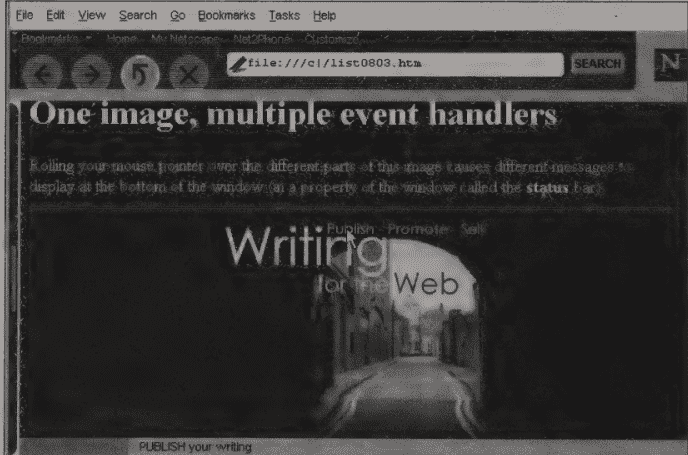 File Edit View Search Go Bookmarks Tasks Help
Bookmarks Home My Netscape Net2Phone Customize
file:///c|/list0803.htm SEARCH N
One image, multiple event handlers
Rolling your mouse pointer over the different parts of this image causes different messages to
display at the bottom of the window (in a property of the window called the status bar)
Publish - Promote - Sell
Writing
for the Web
PUBLISH your writing